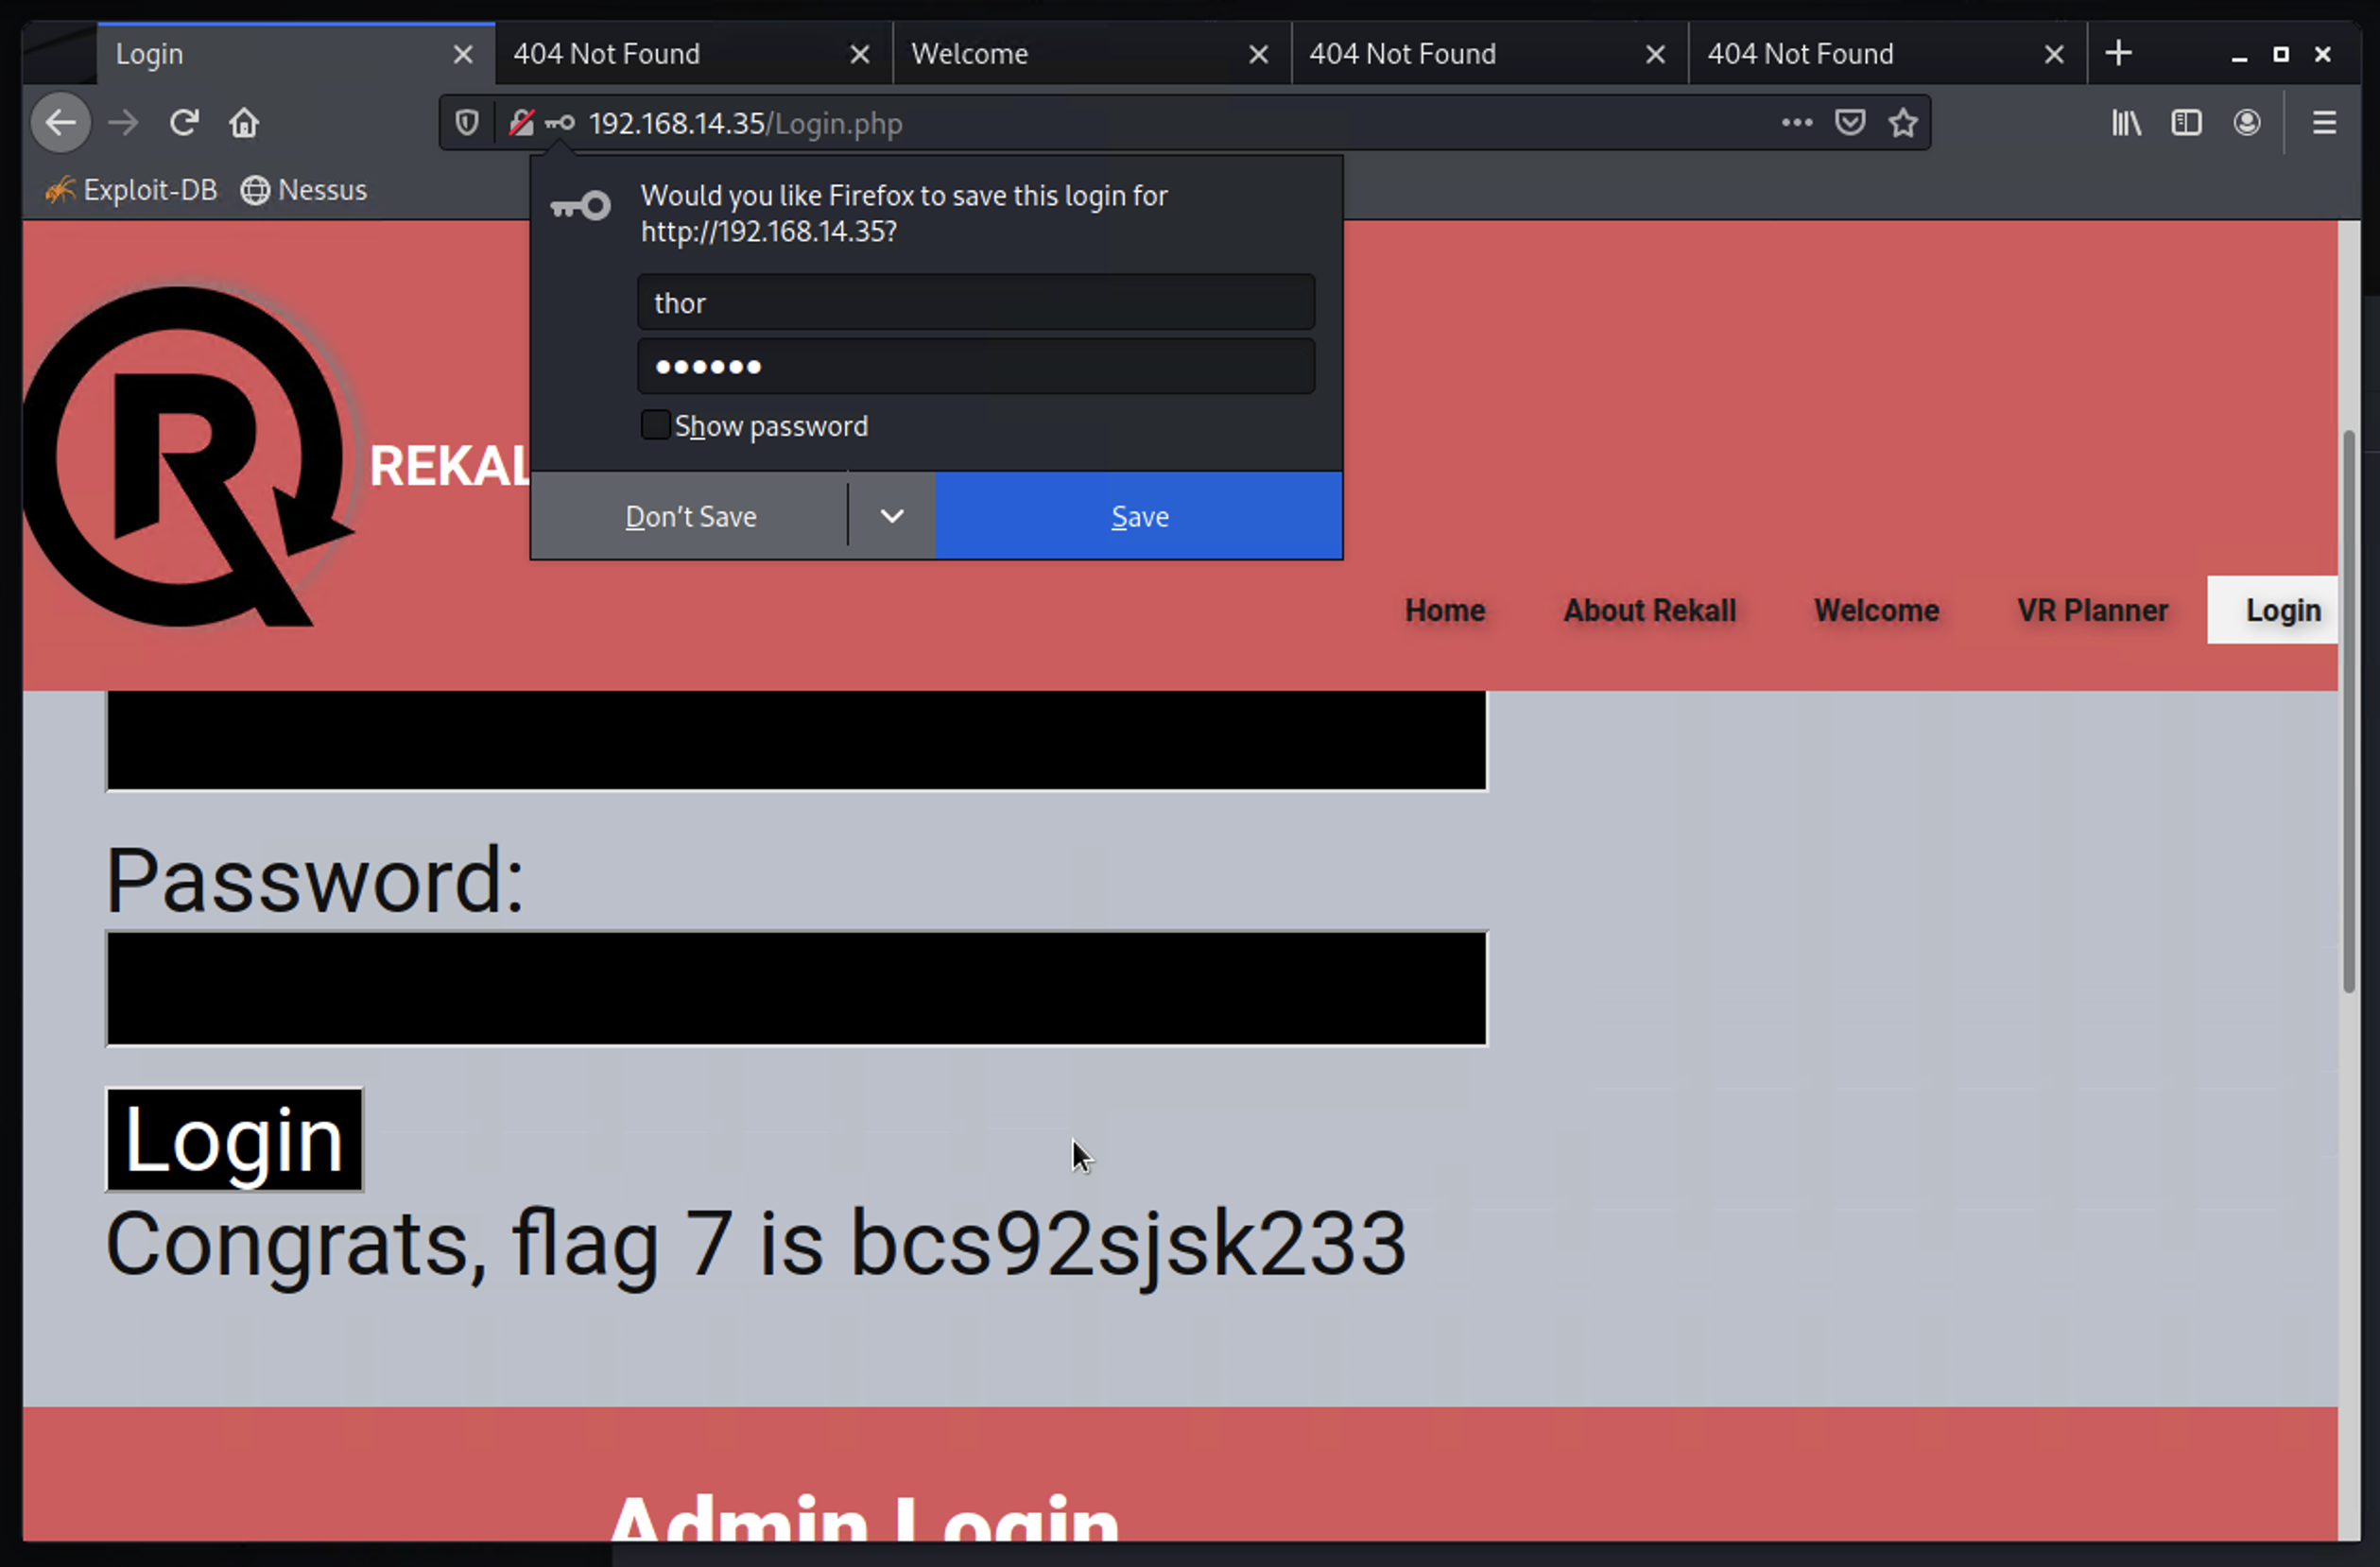 Login
404 Not Found
Welcome
404 Not Found
404 Not Found
192.168.14.35/Login.php
Exploit-DB
Nessus
Would you like Firefox to save this login for
http://192.168.14.35?
thor
••••••
Show password
Don’t Save
Save
R
REKAL
Home
About Rekall
Welcome
VR Planner
Login
Password:
Login
Congrats, flag 7 is bcs92sjsk233
Admin Login